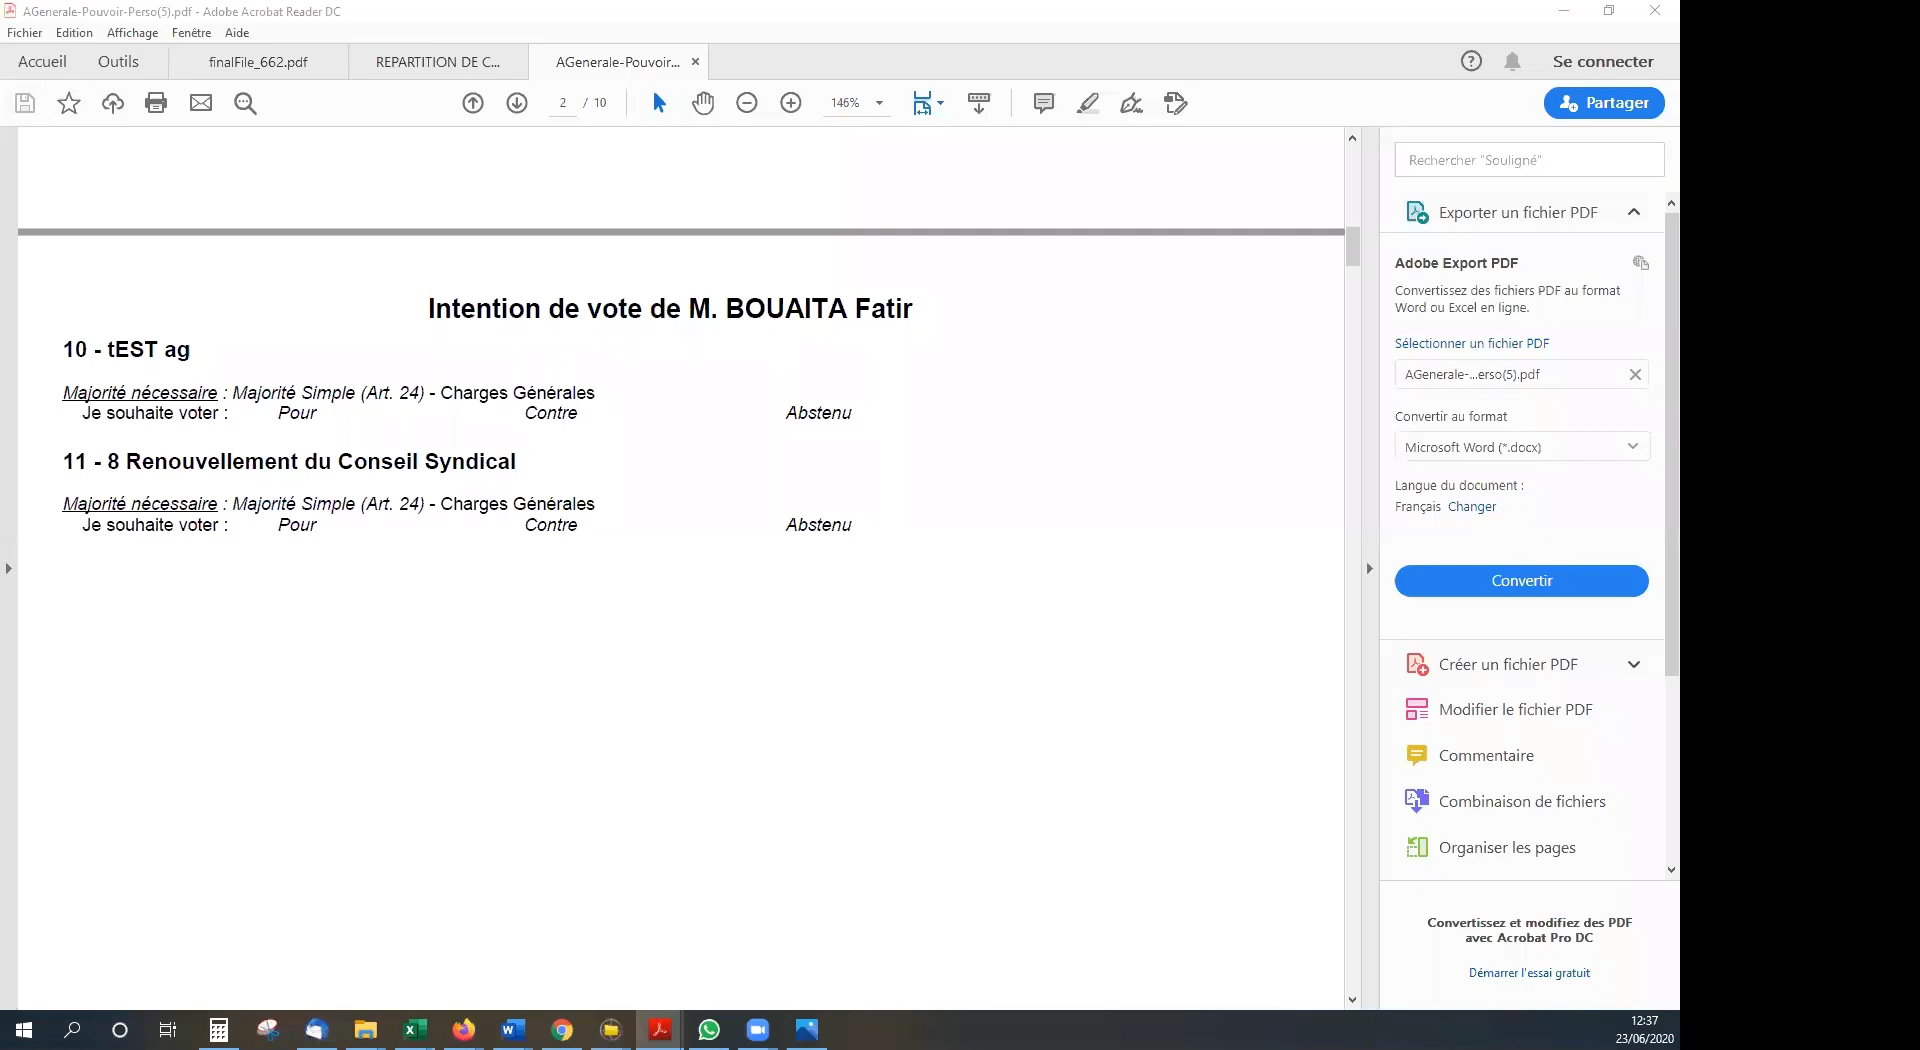 AGenerale-Pouvoir-Perso(5).pdf - Adobe Acrobat Reader DC
Fichier Edition Affichage Fenêtre Aide
Accueil Outils finalFile_662.pdf REPARTITION DE C... AGenerale-Pouvoir... × Se connecter
2 / 10 146% Partager
Rechercher "Souligné"
Exporter un fichier PDF
Adobe Export PDF
Convertissez des fichiers PDF au format
Word ou Excel en ligne.
Sélectionner un fichier PDF
AGenerale-...erso(5).pdf
Convertir au format
Microsoft Word (*.docx)
Langue du document :
Français Changer
Convertir
Créer un fichier PDF
Modifier le fichier PDF
Commentaire
Combinaison de fichiers
Organiser les pages
Convertissez et modifiez des PDF
avec Acrobat Pro DC
Démarrer l'essai gratuit
Intention de vote de M. BOUAITA Fatir
10 - tEST ag
Majorité nécessaire : Majorité Simple (Art. 24) - Charges Générales
Je souhaite voter : Pour Contre Abstenu
11 - 8 Renouvellement du Conseil Syndical
Majorité nécessaire : Majorité Simple (Art. 24) - Charges Générales
Je souhaite voter : Pour Contre Abstenu
12:37
23/06/2020